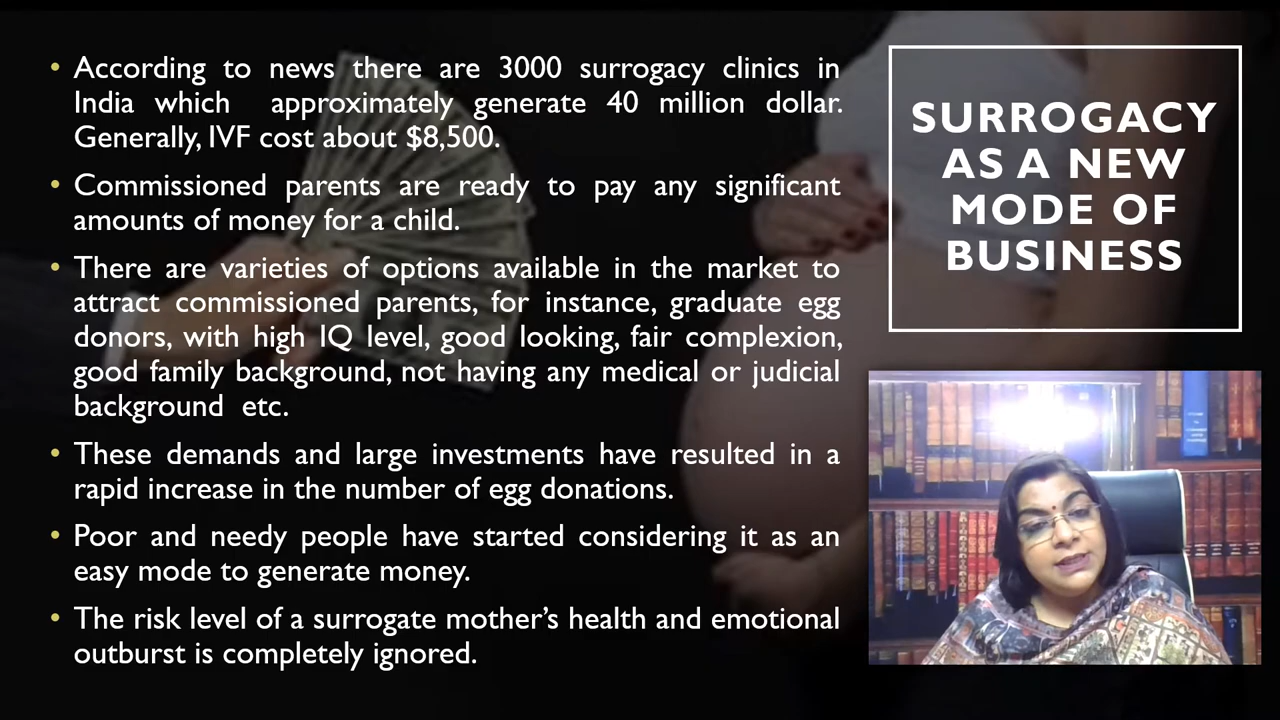 • According to news there are 3000 surrogacy clinics in
India which approximately generate 40 million dollar.
Generally, IVF cost about $8,500.
• Commissioned parents are ready to pay any significant
amounts of money for a child.
• There are varieties of options available in the market to
attract commissioned parents, for instance, graduate egg
donors, with high IQ level, good looking, fair complexion,
good family background, not having any medical or judicial
background etc.
• These demands and large investments have resulted in a
rapid increase in the number of egg donations.
• Poor and needy people have started considering it as an
easy mode to generate money.
• The risk level of a surrogate mother’s health and emotional
outburst is completely ignored.
SURROGACY
AS A NEW
MODE OF
BUSINESS